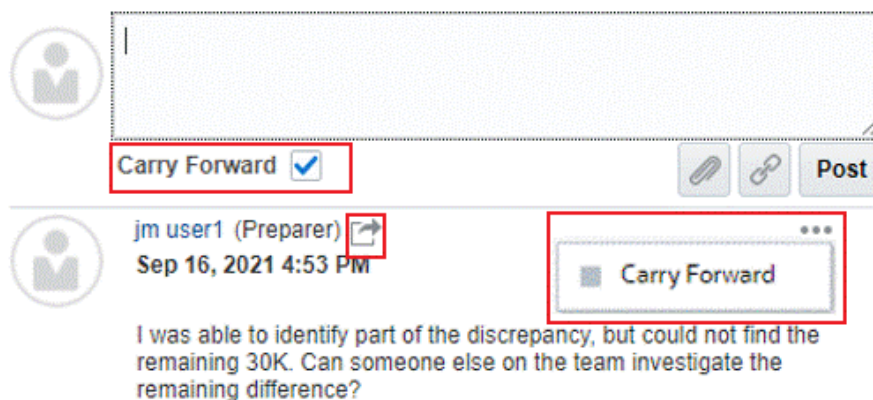 Carry Forward
Post
jm user1 (Preparer)
Sep 16, 2021 4:53 PM
Carry Forward
I was able to identify part of the discrepancy, but could not find the
remaining 30K. Can someone else on the team investigate the
remaining difference?